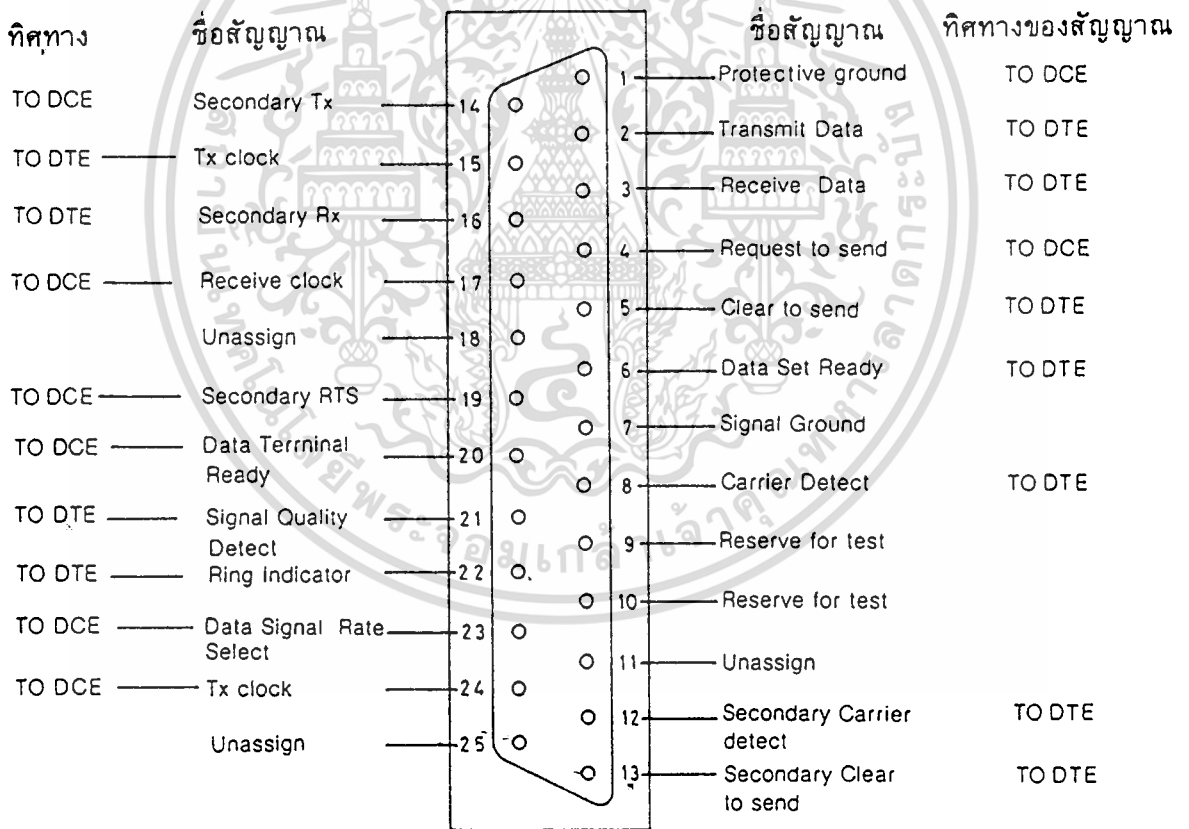 ทิศทาง ชื่อสัญญาณ ชื่อสัญญาณ ทิศทางของสัญญาณ
1 Protective ground TO DCE
TO DCE Secondary Tx 14
2 Transmit Data TO DTE
TO DTE Tx clock 15
3 Receive Data TO DTE
TO DTE Secondary Rx 16
4 Request to send TO DCE
TO DCE Receive clock 17
5 Clear to send TO DTE
Unassign 18
6 Data Set Ready TO DTE
TO DCE Secondary RTS 19
7 Signal Ground
TO DCE Data Terrninal 20
Ready
8 Carrier Detect TO DTE
TO DTE Signal Quality 21
Detect
9 Reserve for test
TO DTE Ring Indicator 22
10 Reserve for test
TO DCE Data Signal Rate 23
Select
11 Unassign
TO DCE Tx clock 24
12 Secondary Carrier TO DTE
detect
Unassign 25
13 Secondary Clear TO DTE
to send